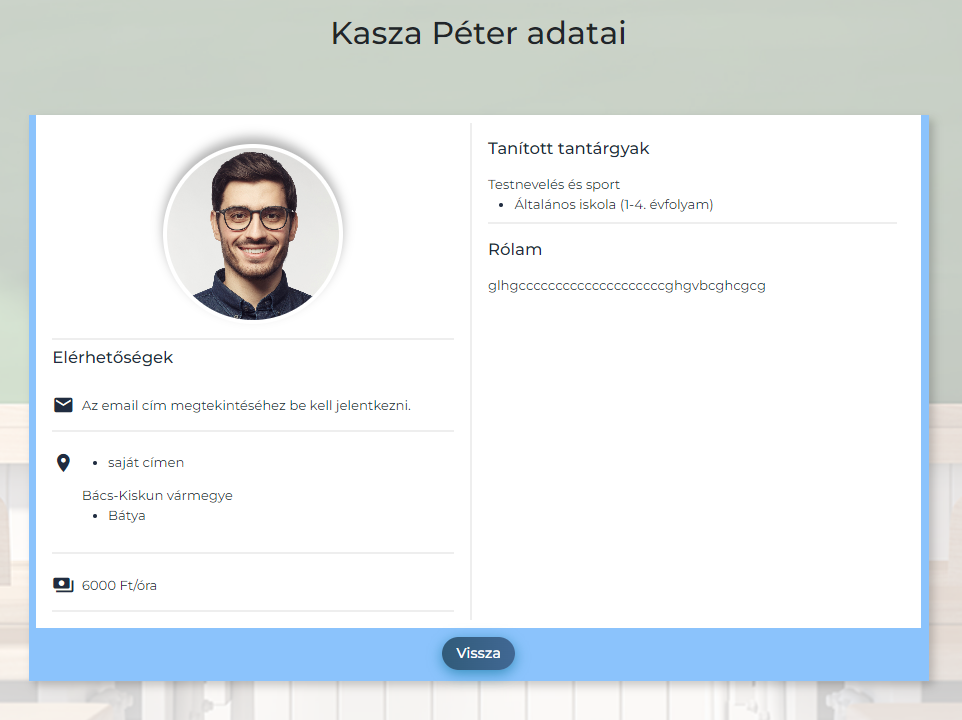 Kasza Péter adatai
Elérhetőségek
Az email cím megtekintéséhez be kell jelentkezni.
saját címen
Bács-Kiskun vármegye
Bátya
6000 Ft/óra
Tanított tantárgyak
Testnevelés és sport
Általános iskola (1-4. évfolyam)
Rólam
glhgccccccccccccccccccccghgvbcghcgcg
Vissza